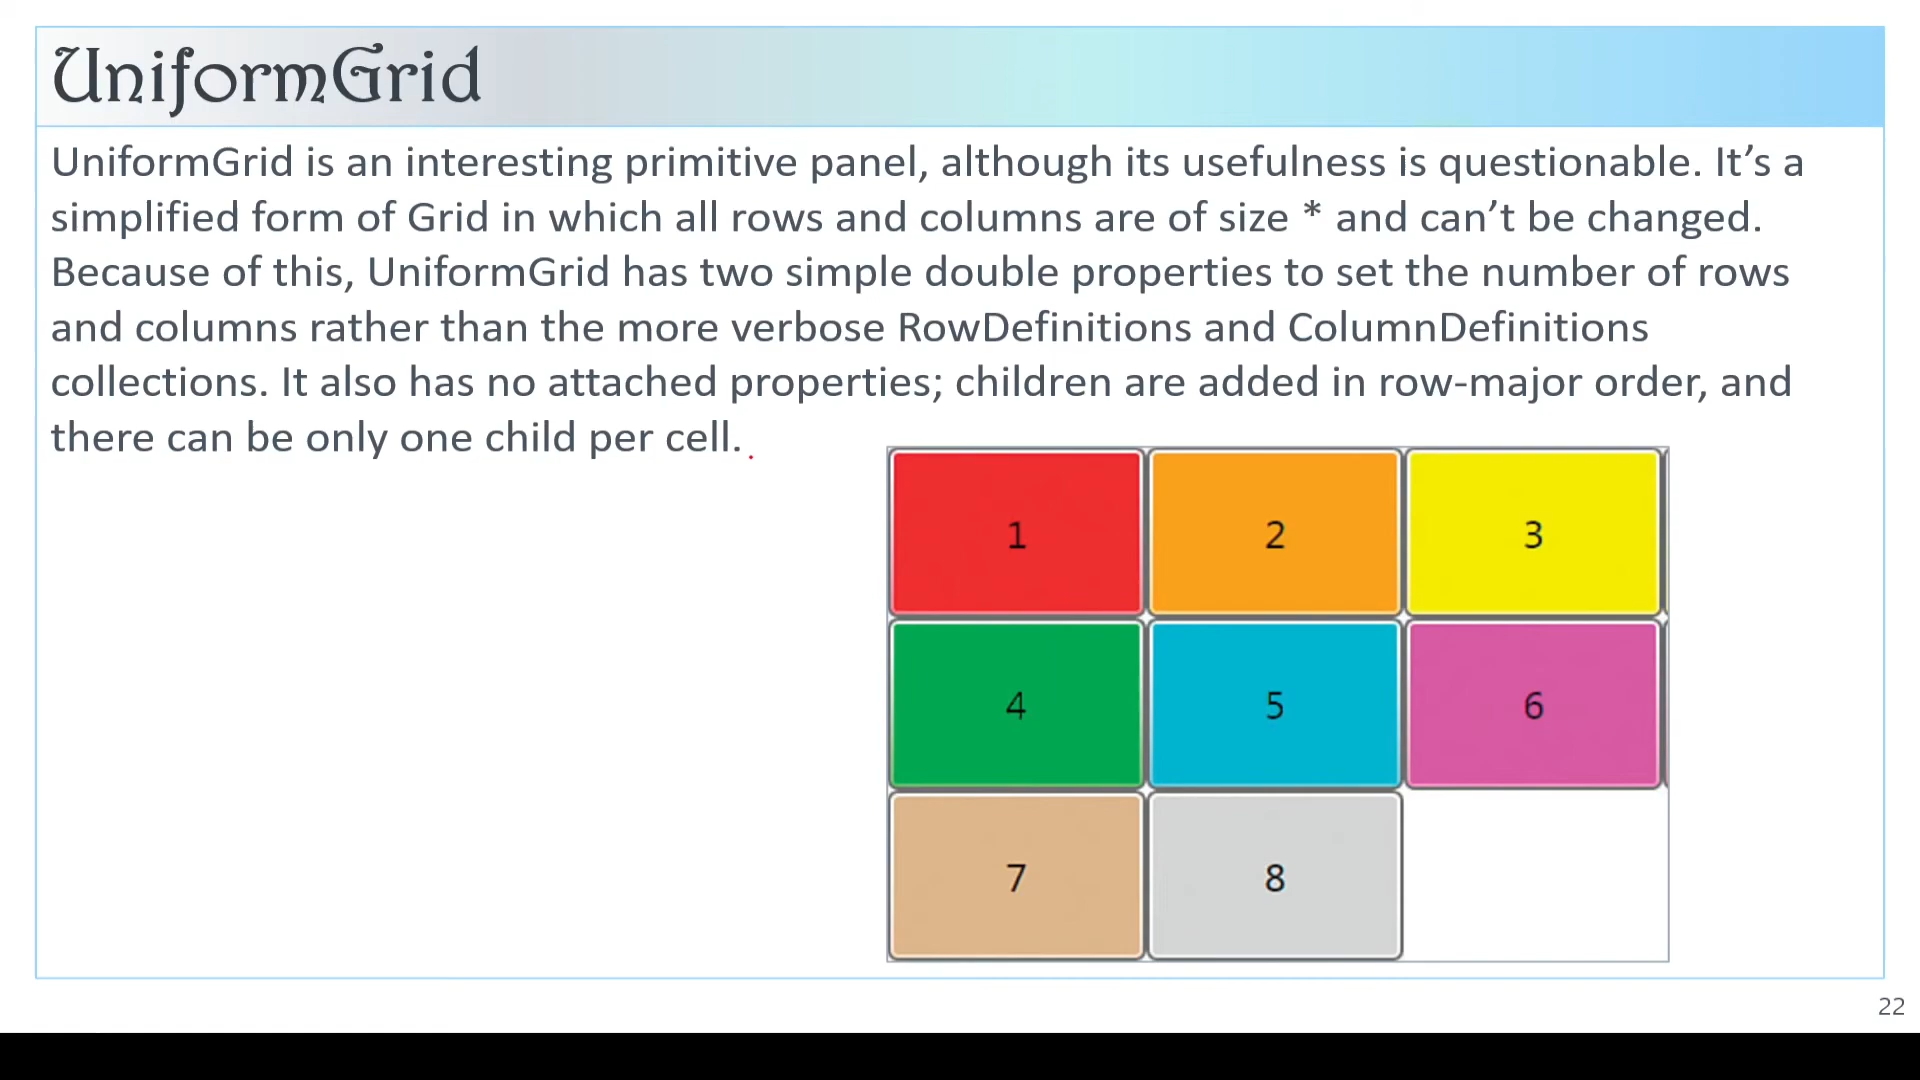 UniformGrid
UniformGrid is an interesting primitive panel, although its usefulness is questionable. It’s a
simplified form of Grid in which all rows and columns are of size * and can’t be changed.
Because of this, UniformGrid has two simple double properties to set the number of rows
and columns rather than the more verbose RowDefinitions and ColumnDefinitions
collections. It also has no attached properties; children are added in row-major order, and
there can be only one child per cell.
1 2 3
4 5 6
7 8
22